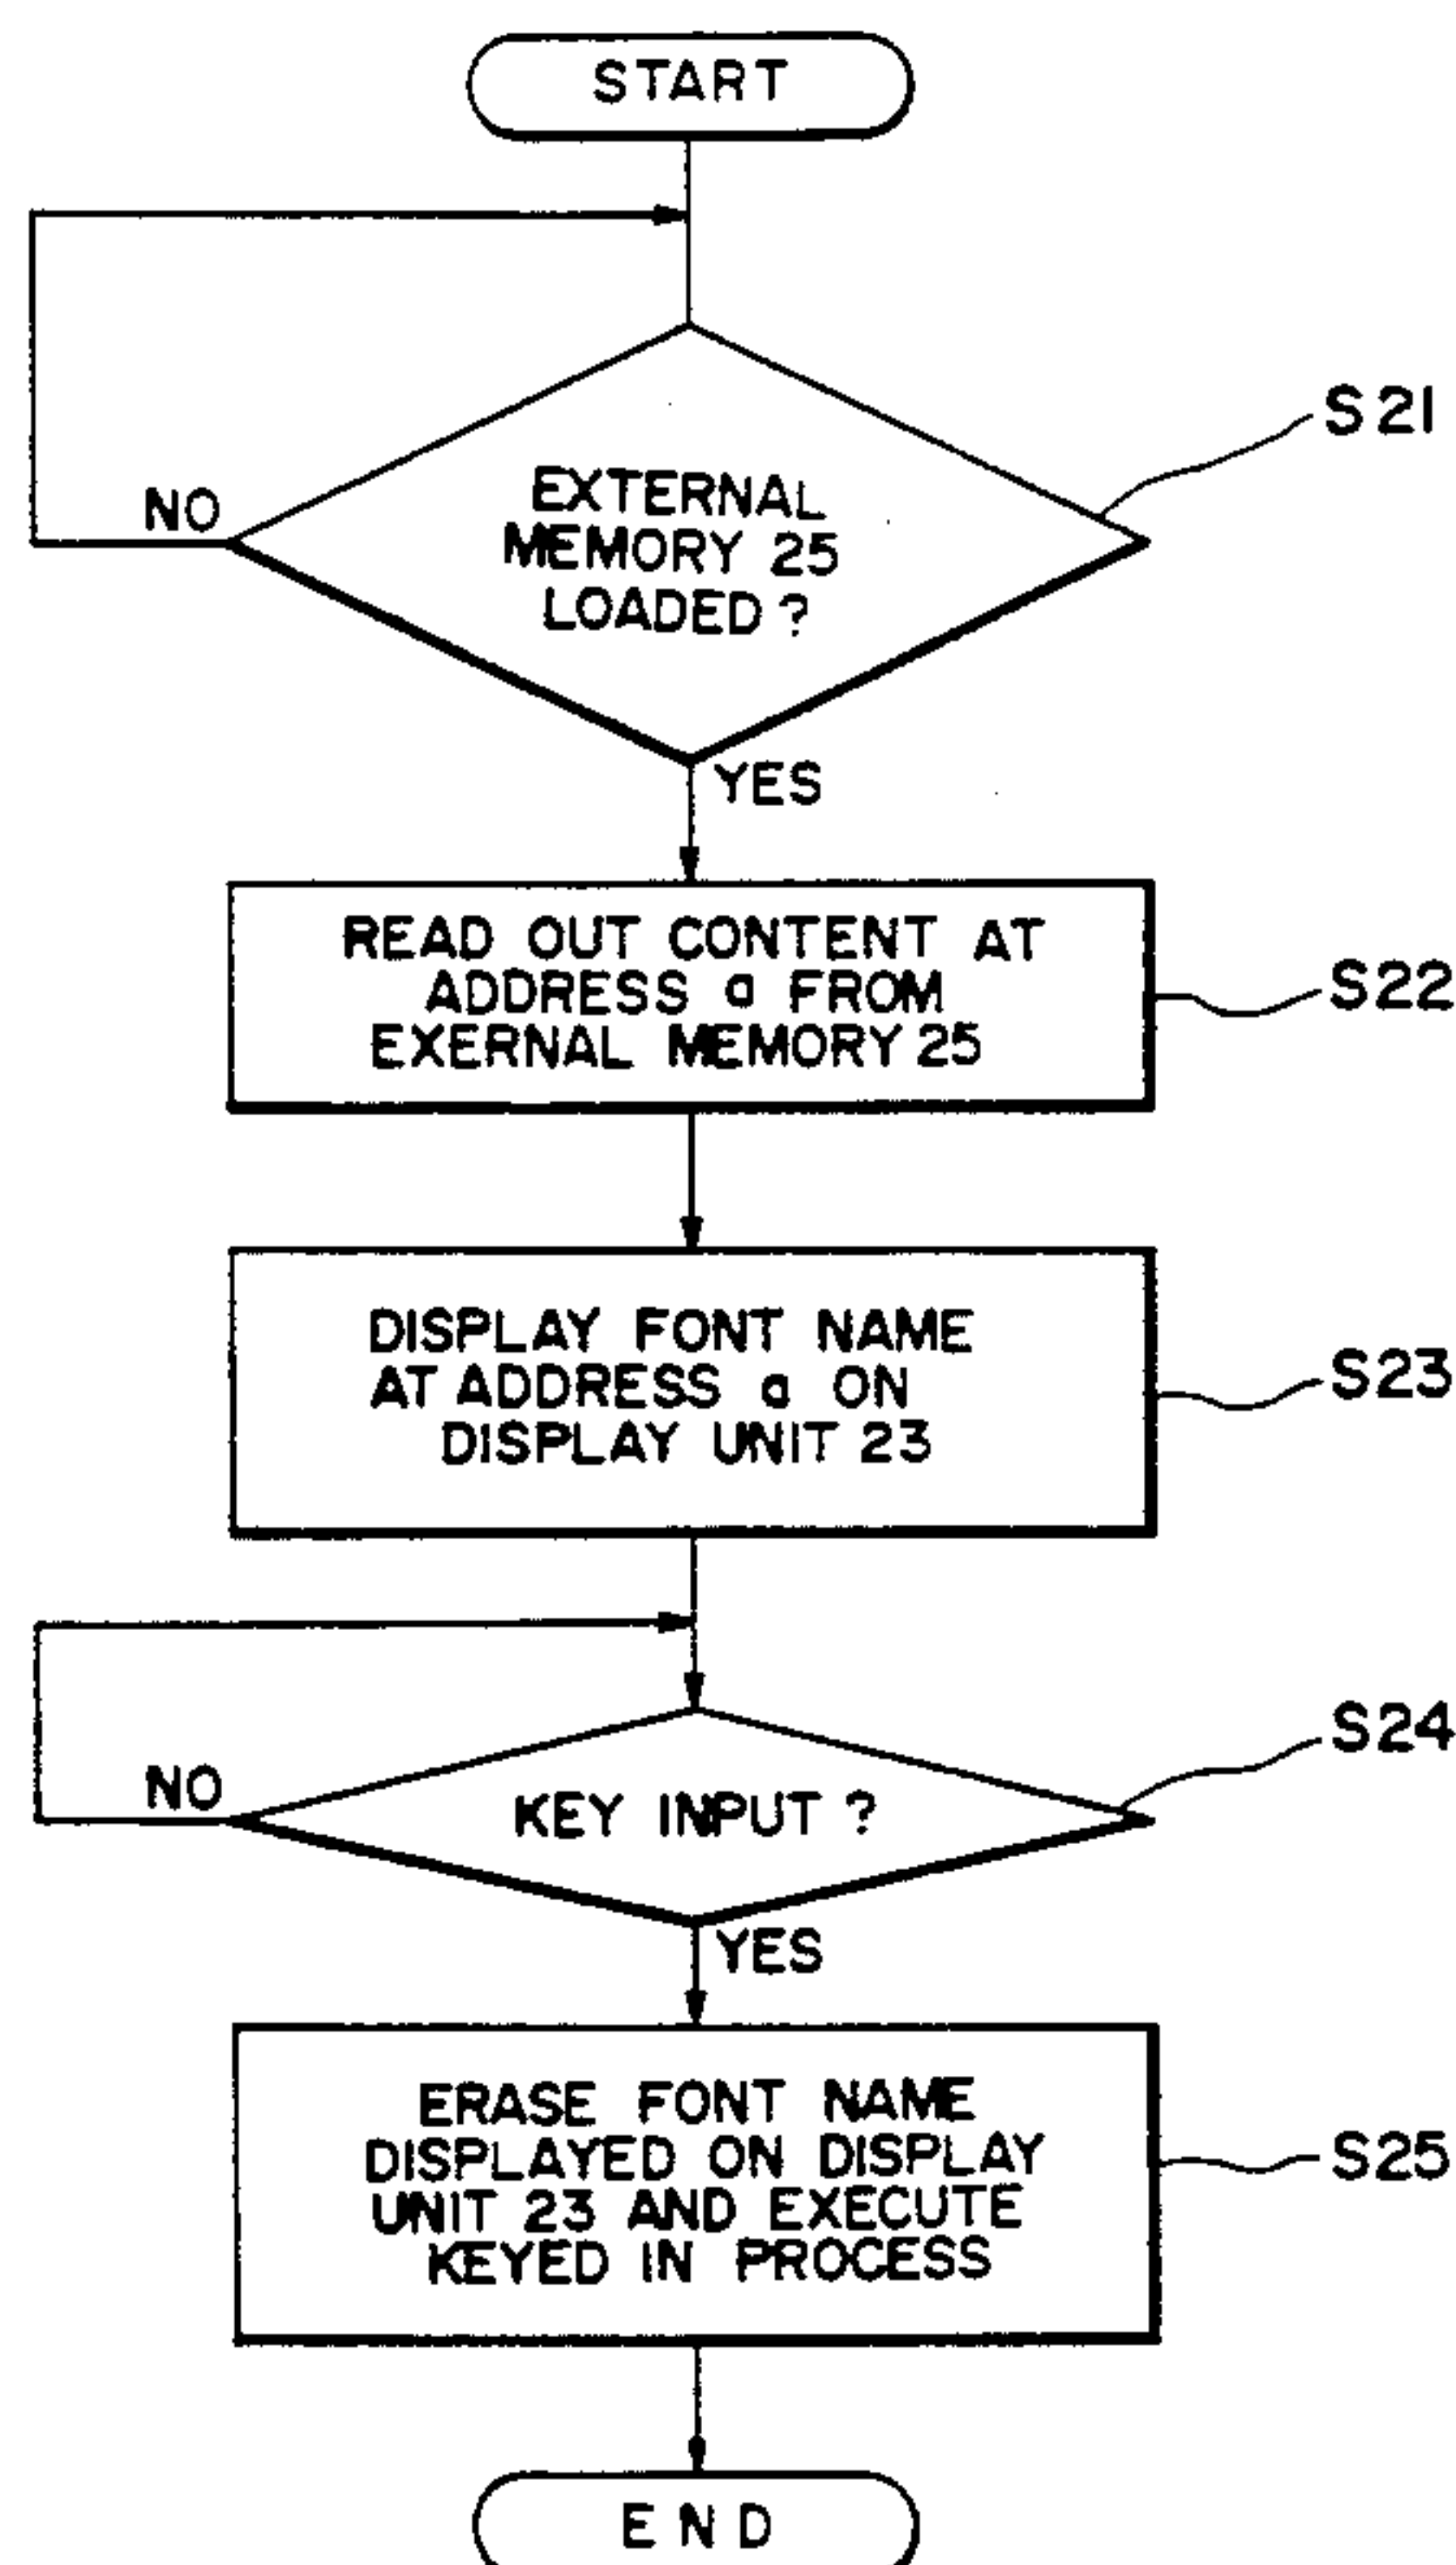 START
S21
EXTERNAL
MEMORY 25
LOADED ?
NO
YES
READ OUT CONTENT AT
ADDRESS a FROM
EXERNAL MEMORY 25
S22
DISPLAY FONT NAME
AT ADDRESS a ON
DISPLAY UNIT 23
S23
S24
NO
KEY INPUT ?
YES
ERASE FONT NAME
DISPLAYED ON DISPLAY
UNIT 23 AND EXECUTE
KEYED IN PROCESS
S25
END